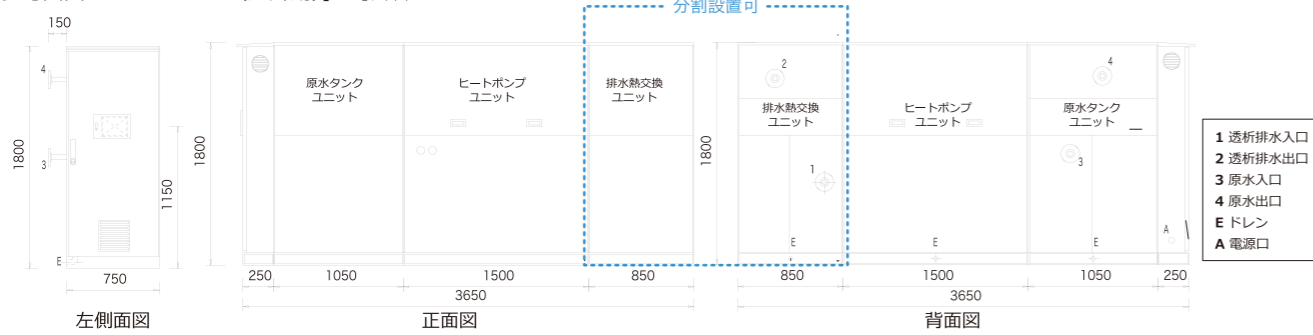 分割設置可
150
4
3
E
1800
1150
750
左側面図
1800
原水タンク
ユニット
ヒートポンプ
ユニット
排水熱交換
ユニット
250
1050
1500
850
3650
正面図
1800
2
排水熱交換
ユニット
1
E
ヒートポンプ
ユニット
E
4
原水タンク
ユニット
3
E
A
850
1500
1050
250
3650
背面図
1 透析排水入口
2 透析排水出口
3 原水入口
4 原水出口
E ドレン
A 電源口